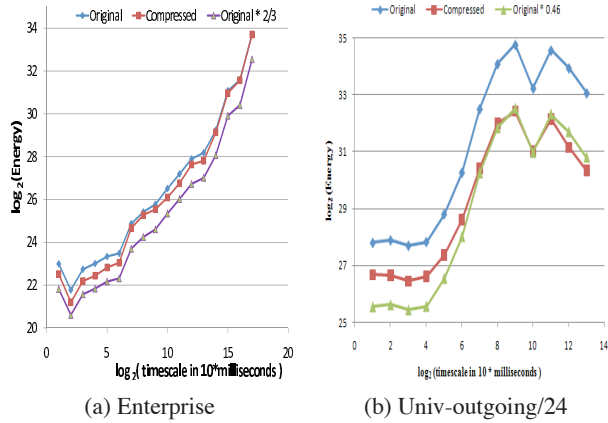 Original Compressed Original * 2/3
34
32
30
28
26
24
22
20
0 5 10 15 20
log2(Energy)
log2( timescale in 10*milliseconds )
(a) Enterprise
Original Compressed Original * 0.46
35
33
31
29
27
25
0 2 4 6 8 10 12 14
log2(Energy)
log2( timescale in 10 * milliseconds )
(b) Univ-outgoing/24